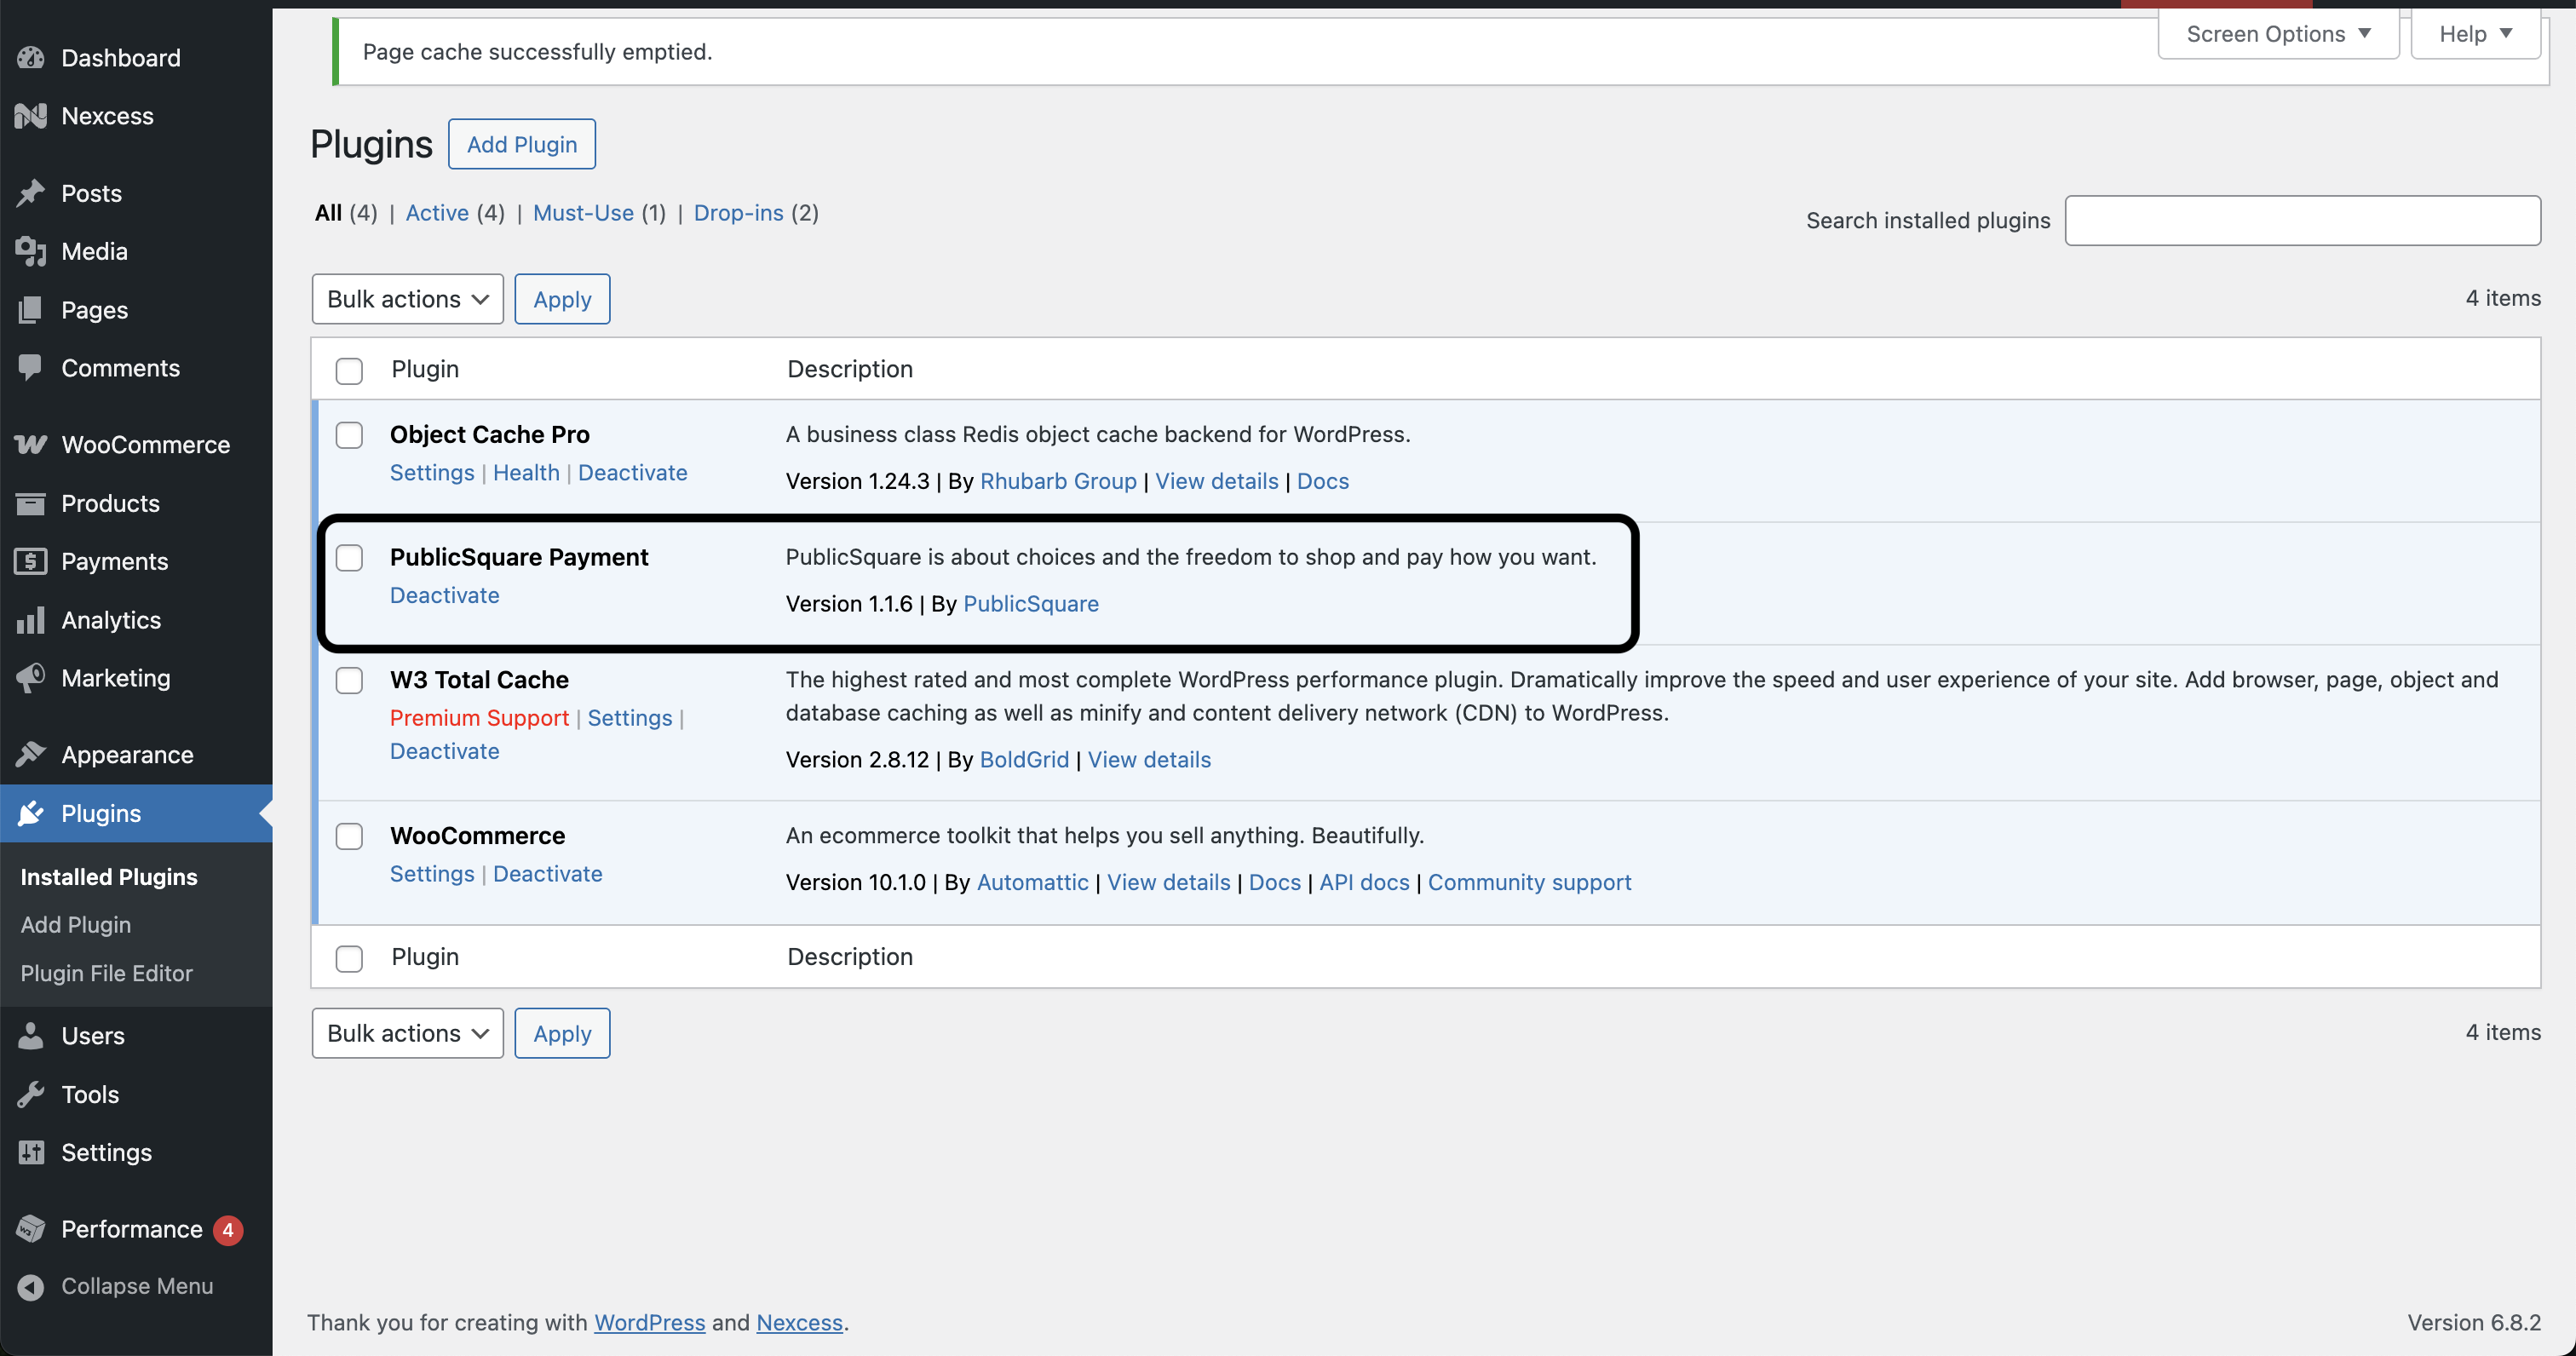 Dashboard
Nexcess
Posts
Media
Pages
Comments
WooCommerce
Products
Payments
Analytics
Marketing
Appearance
Plugins
Installed Plugins
Add Plugin
Plugin File Editor
Users
Tools
Settings
Performance 4
Collapse Menu
Page cache successfully emptied.
Screen Options
Help
Plugins Add Plugin
All (4) | Active (4) | Must-Use (1) | Drop-ins (2)
Search installed plugins
Bulk actions Apply
4 items
Plugin Description
Object Cache Pro
Settings | Health | Deactivate
A business class Redis object cache backend for WordPress.
Version 1.24.3 | By Rhubarb Group | View details | Docs
PublicSquare Payment
Deactivate
PublicSquare is about choices and the freedom to shop and pay how you want.
Version 1.1.6 | By PublicSquare
W3 Total Cache
Premium Support | Settings |
Deactivate
The highest rated and most complete WordPress performance plugin. Dramatically improve the speed and user experience of your site. Add browser, page, object and
database caching as well as minify and content delivery network (CDN) to WordPress.
Version 2.8.12 | By BoldGrid | View details
WooCommerce
Settings | Deactivate
An ecommerce toolkit that helps you sell anything. Beautifully.
Version 10.1.0 | By Automattic | View details | Docs | API docs | Community support
Plugin Description
Bulk actions Apply
4 items
Thank you for creating with WordPress and Nexcess.
Version 6.8.2